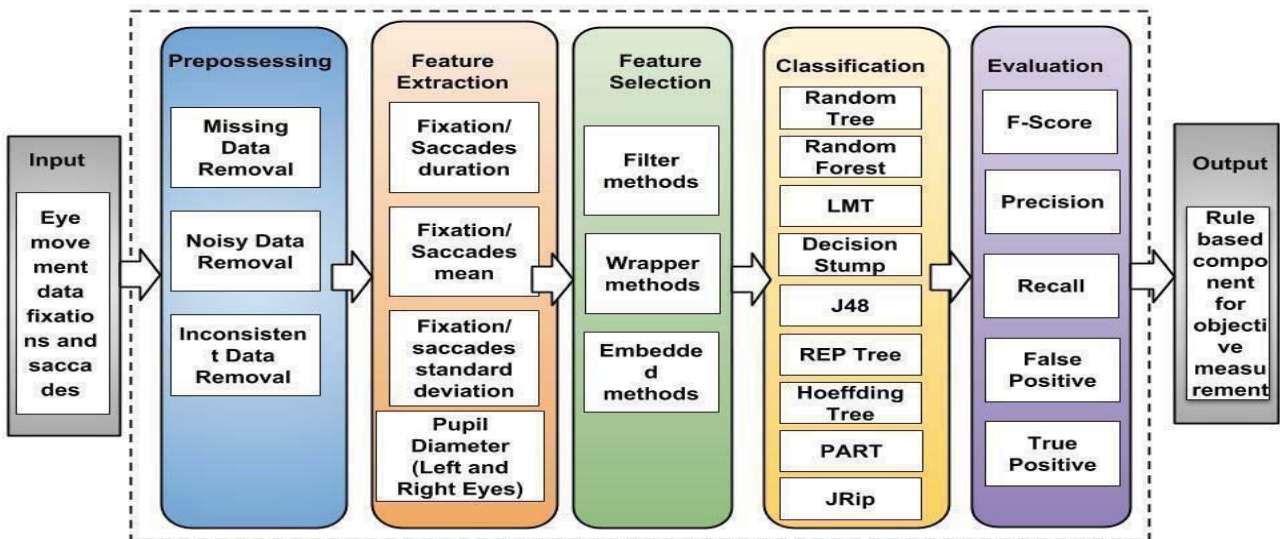 Input
Eye
move
ment
data
fixatio
ns and
sacca
des
Prepossessing
Missing
Data
Removal
Noisy Data
Removal
Inconsisten
t Data
Removal
Feature
Extraction
Fixation/
Saccades
duration
Fixation/
Saccades
mean
Fixation/
saccades
standard
deviation
Pupil
Diameter
(Left and
Right Eyes)
Feature
Selection
Filter
methods
Wrapper
methods
Embedde
d
methods
Classification
Random
Tree
Random
Forest
LMT
Decision
Stump
J48
REP Tree
Hoeffding
Tree
PART
JRip
Evaluation
F-Score
Precision
Recall
False
Positive
True
Positive
Output
Rule
based
compo
nent
for
objecti
ve
measu
rement